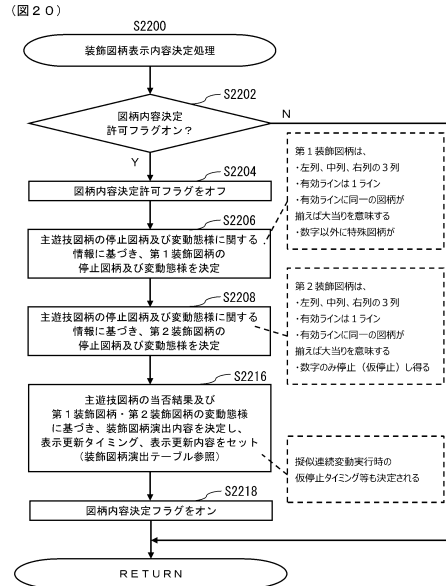 （図２０）
S2200
装飾図柄表示内容決定処理
S2202
図柄内容決定
許可フラグオン？
N
Y
S2204
図柄内容決定許可フラグをオフ
S2206
主遊技図柄の停止図柄及び変動態様に関する
情報に基づき、第１装飾図柄の
停止図柄及び変動態様を決定
第１装飾図柄は、
・左列、中列、右列の３列
・有効ラインは１ライン
・有効ラインに同一の図柄が
揃えば大当りを意味する
・数字以外に特殊図柄が
S2208
主遊技図柄の停止図柄及び変動態様に関する
情報に基づき、第２装飾図柄の
停止図柄及び変動態様を決定
第２装飾図柄は、
・左列、中列、右列の３列
・有効ラインは１ライン
・有効ラインに同一の図柄が
揃えば大当りを意味する
・数字のみ停止（仮停止）し得る
S2216
主遊技図柄の当否結果及び
第１装飾図柄・第２装飾図柄の変動態様
に基づき、装飾図柄演出内容を決定し、
表示更新タイミング、表示更新内容をセット
（装飾図柄演出テーブル参照）
擬似連続変動実行時の
仮停止タイミング等も決定される
S2218
図柄内容決定フラグをオン
ＲＥＴＵＲＮ